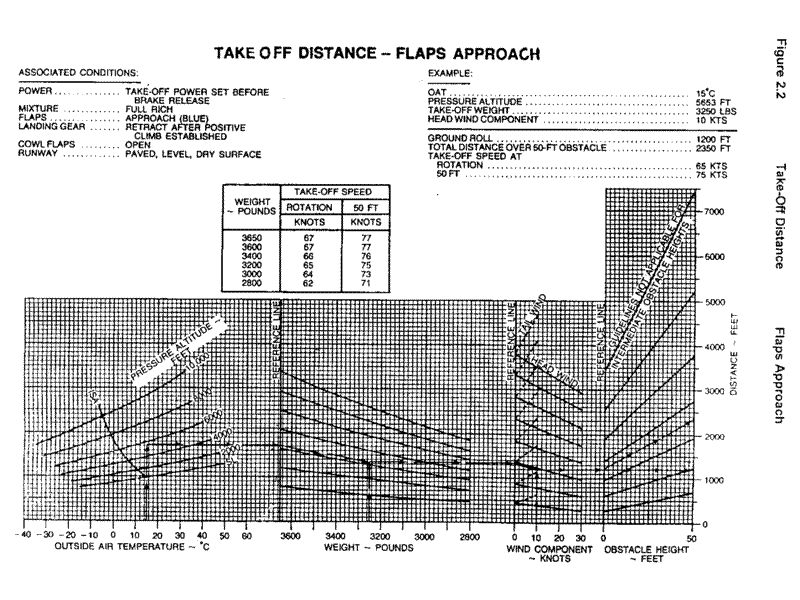 TAKE OFF DISTANCE – FLAPS APPROACH
ASSOCIATED CONDITIONS:
POWER ............. TAKE-OFF POWER SET BEFORE
BRAKE RELEASE
MIXTURE ............ FULL RICH
FLAPS ............... APPROACH (BLUE)
LANDING GEAR ....... RETRACT AFTER POSITIVE
CLIMB ESTABLISHED
COWL FLAPS ......... OPEN
RUNWAY ............. PAVED, LEVEL, DRY SURFACE
EXAMPLE:
OAT ............................................. 15°C
PRESSURE ALTITUDE ............................... 5653 FT
TAKE-OFF WEIGHT ................................. 3250 LBS
HEAD WIND COMPONENT ............................. 10 KTS
GROUND ROLL ..................................... 1200 FT
TOTAL DISTANCE OVER 50-FT OBSTACLE .............. 2350 FT
TAKE-OFF SPEED AT
ROTATION ........................................ 65 KTS
50 FT ........................................... 75 KTS
WEIGHT ~ POUNDS
TAKE-OFF SPEED
ROTATION 50 FT
KNOTS KNOTS
3650 67 77
3600 67 77
3400 66 76
3200 65 75
3000 64 73
2800 62 71
PRESSURE ALTITUDE ~
FEET
10,000
8000
6000
4000
2000
SL
REFERENCE LINE
REFERENCE LINE
TAIL WIND
HEAD WIND
REFERENCE LINE
GUIDELINES NOT APPLICABLE FOR
INTERMEDIATE OBSTACLE HEIGHTS
7000
6000
5000
4000
3000
2000
1000
0
DISTANCE ~ FEET
-40 -30 -20 -10 0 10 20 30 40 50 60
OUTSIDE AIR TEMPERATURE ~ °C
3600 3400 3200 3000 2800
WEIGHT ~ POUNDS
0 10 20 30
WIND COMPONENT
~ KNOTS
0 50
OBSTACLE HEIGHT
~ FEET
Figure 2.2 Take-Off Distance Flaps Approach